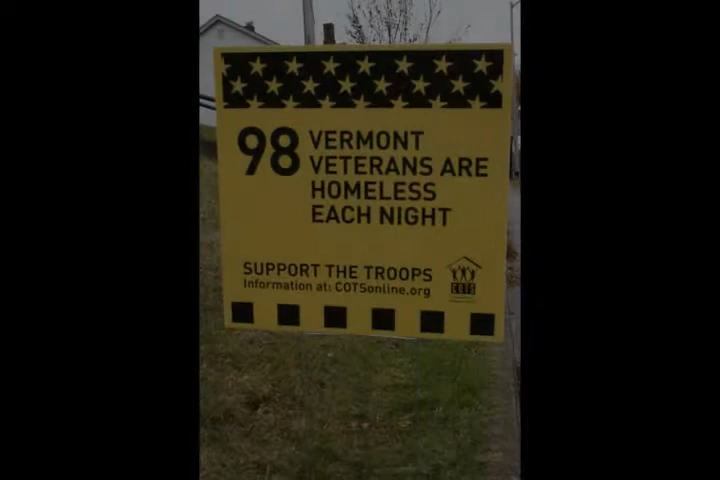 98 VERMONT
VETERANS ARE
HOMELESS
EACH NIGHT
SUPPORT THE TROOPS
Information at: COTSonline.org
COTS